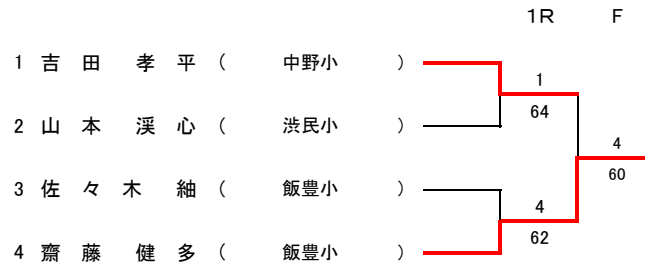 1R F
1 吉 田 孝 平 ( 中野小 )
1
64
2 山 本 渓 心 ( 渋民小 )
4
60
3 佐 々 木 紬 ( 飯豊小 )
4
62
4 齋 藤 健 多 ( 飯豊小 )